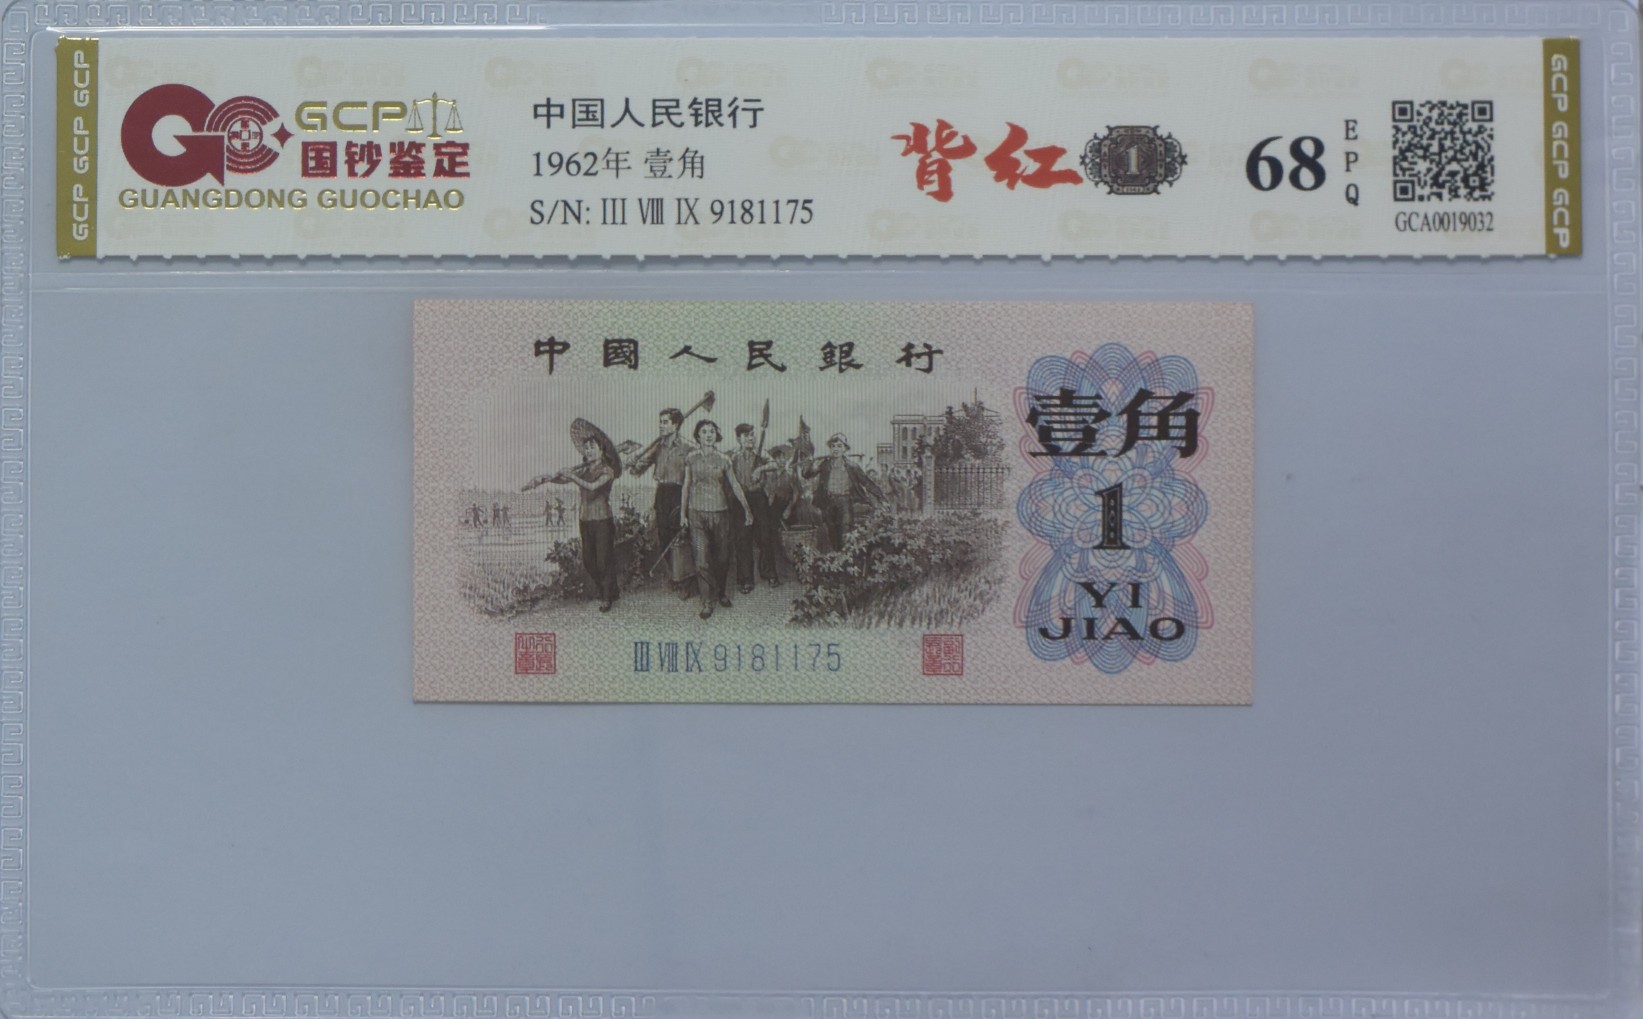 GCP GCP GCP
GCP
国钞鉴定
GUANGDONG GUOCHAO
中国人民银行
1962年 壹角
S/N: III VIII IX 9181175
背红
1
68
EPQ
GCA0019032
GCP GCP GCP
中國人民銀行
壹角
1
YI
JIAO
III VIII IX 9181175